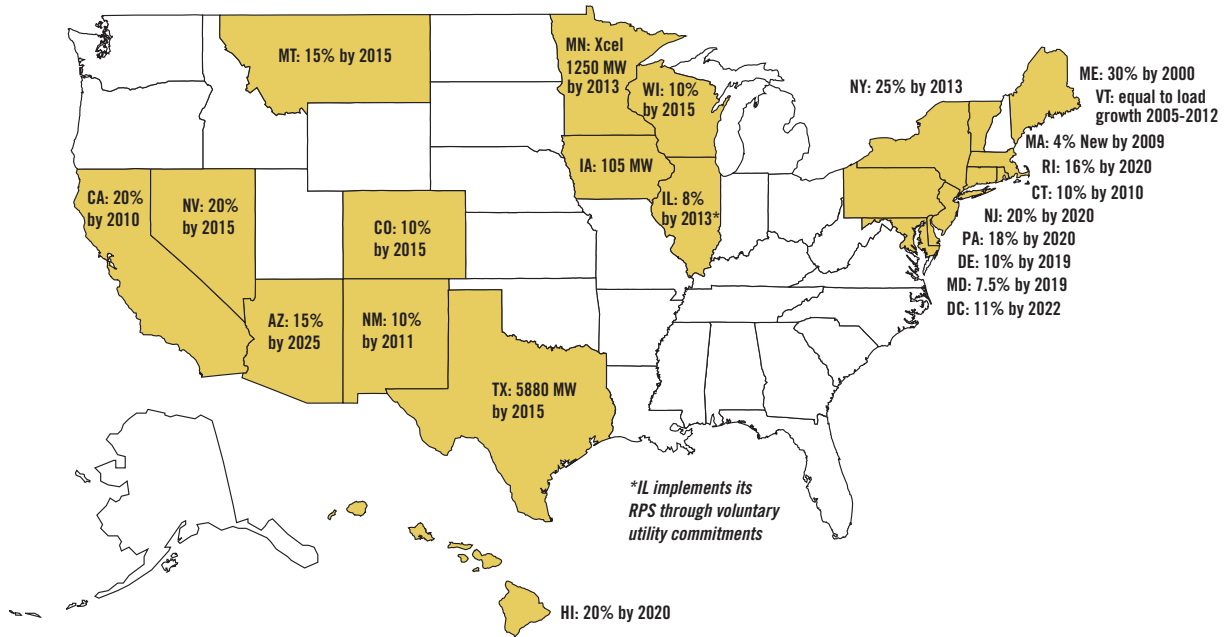 MT: 15% by 2015
MN: Xcel
1250 MW
by 2013
WI: 10%
by 2015
NY: 25% by 2013
ME: 30% by 2000
VT: equal to load
growth 2005-2012
MA: 4% New by 2009
RI: 16% by 2020
CT: 10% by 2010
NJ: 20% by 2020
PA: 18% by 2020
DE: 10% by 2019
MD: 7.5% by 2019
DC: 11% by 2022
IA: 105 MW
IL: 8%
by 2013*
CA: 20%
by 2010
NV: 20%
by 2015
CO: 10%
by 2015
AZ: 15%
by 2025
NM: 10%
by 2011
TX: 5880 MW
by 2015
*IL implements its
RPS through voluntary
utility commitments
HI: 20% by 2020